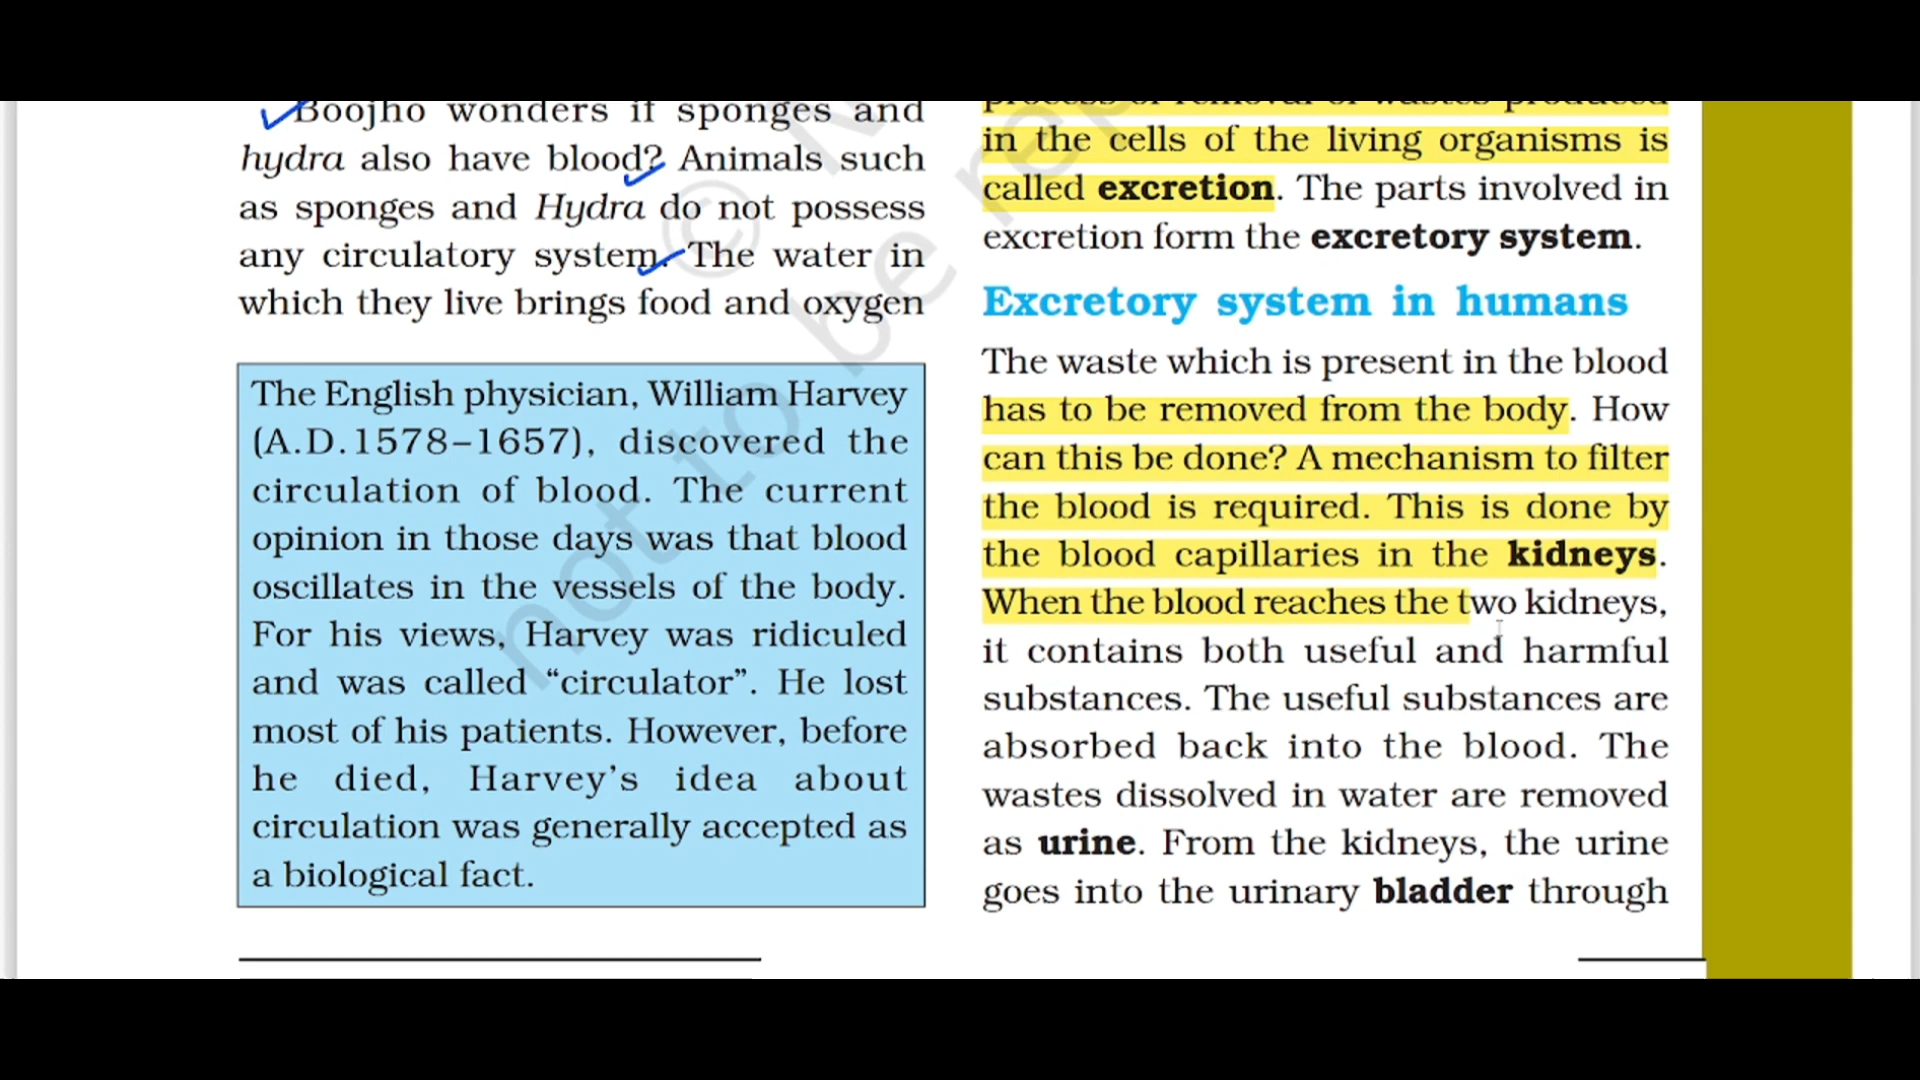 Boojho wonders if sponges and
hydra also have blood? Animals such
as sponges and Hydra do not possess
any circulatory system. The water in
which they live brings food and oxygen
The English physician, William Harvey
(A.D.1578–1657), discovered the
circulation of blood. The current
opinion in those days was that blood
oscillates in the vessels of the body.
For his views, Harvey was ridiculed
and was called “circulator”. He lost
most of his patients. However, before
he died, Harvey’s idea about
circulation was generally accepted as
a biological fact.
process of removal of wastes produced
in the cells of the living organisms is
called excretion. The parts involved in
excretion form the excretory system.
Excretory system in humans
The waste which is present in the blood
has to be removed from the body. How
can this be done? A mechanism to filter
the blood is required. This is done by
the blood capillaries in the kidneys.
When the blood reaches the two kidneys,
it contains both useful and harmful
substances. The useful substances are
absorbed back into the blood. The
wastes dissolved in water are removed
as urine. From the kidneys, the urine
goes into the urinary bladder through
© N
not to be rep